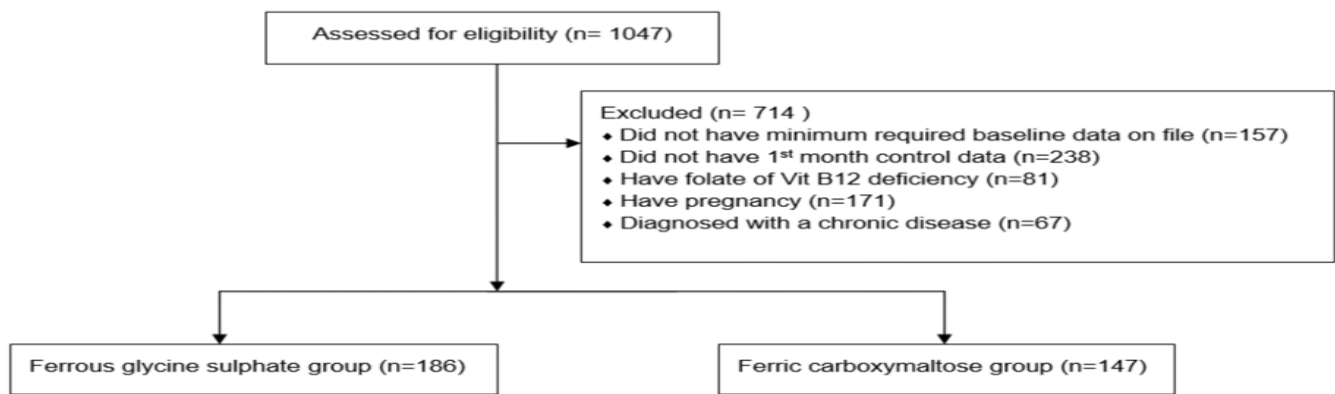 Assessed for eligibility (n= 1047)
Excluded (n= 714 )
◆ Did not have minimum required baseline data on file (n=157)
◆ Did not have 1st month control data (n=238)
◆ Have folate of Vit B12 deficiency (n=81)
◆ Have pregnancy (n=171)
◆ Diagnosed with a chronic disease (n=67)
Ferrous glycine sulphate group (n=186)
Ferric carboxymaltose group (n=147)